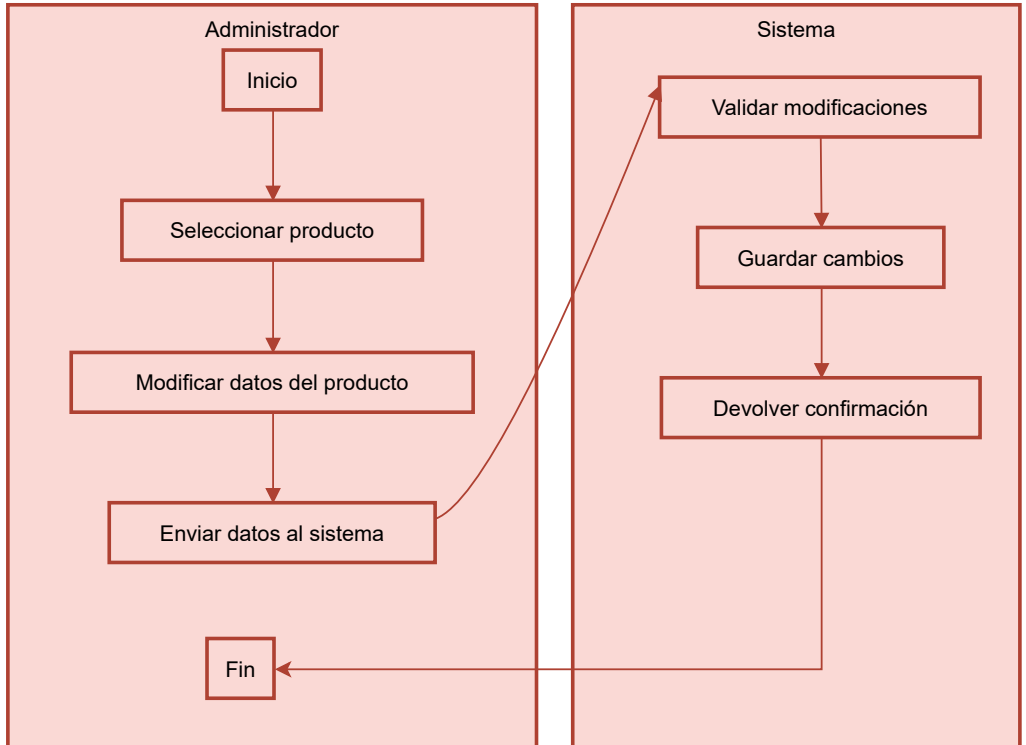 Administrador
Inicio
Seleccionar producto
Modificar datos del producto
Enviar datos al sistema
Fin
Sistema
Validar modificaciones
Guardar cambios
Devolver confirmación